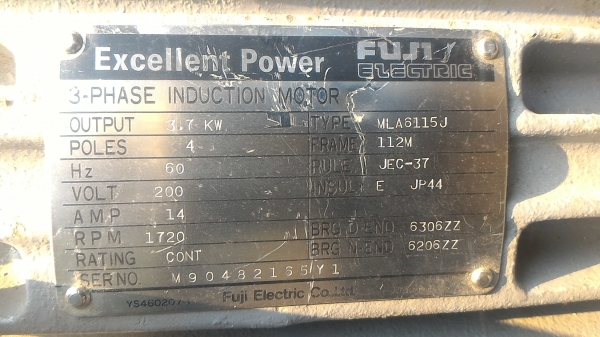 Excellent Power FUJI ELECTRIC
3-PHASE INDUCTION MOTOR
OUTPUT 3.7 KW TYPE MLA6115J
POLES 4 FRAME 112M
Hz 60 RULE JEC-37
VOLT 200 INSUL E JP44
AMP 14
RPM 1720 BRG D-END 6306ZZ
RATING CONT BRG N-END 6206ZZ
SER NO M90482165Y1
Fuji Electric Co., Ltd.